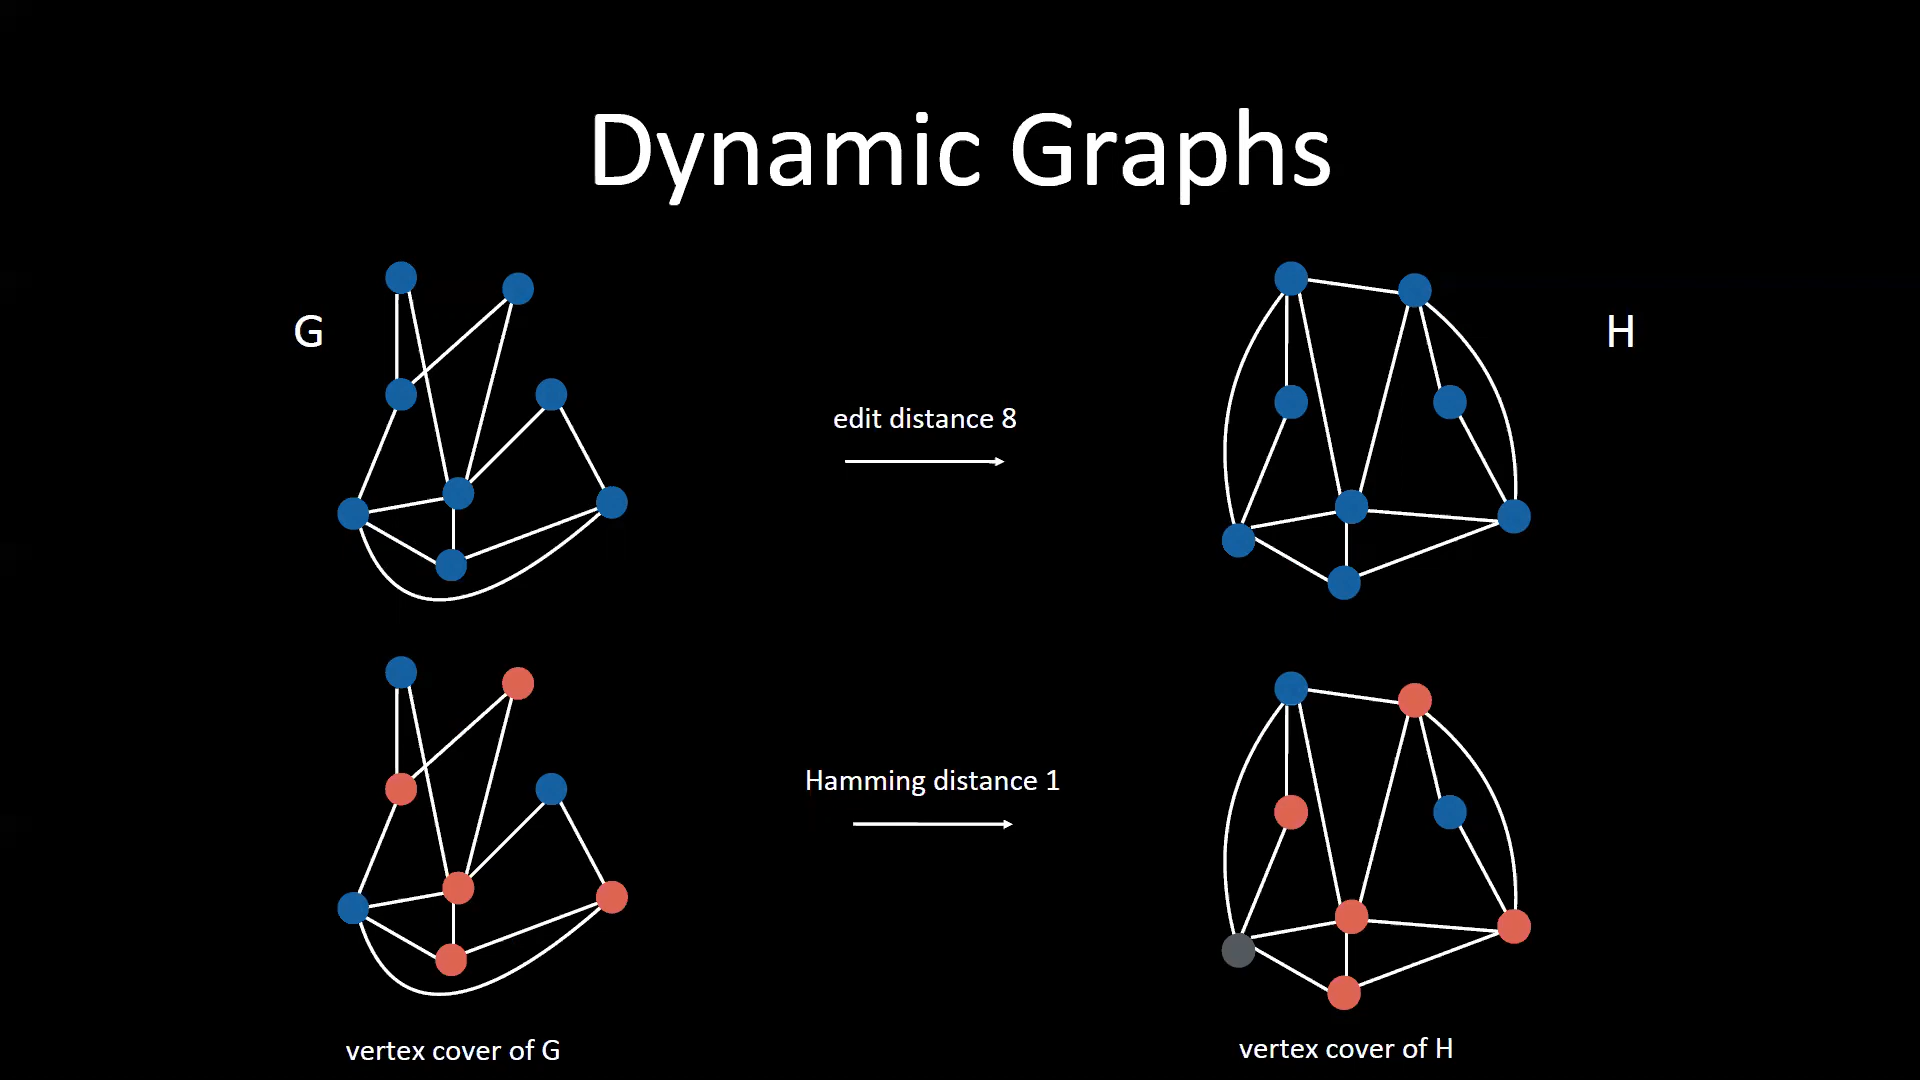 Dynamic Graphs
G
H
edit distance 8
Hamming distance 1
vertex cover of G
vertex cover of H